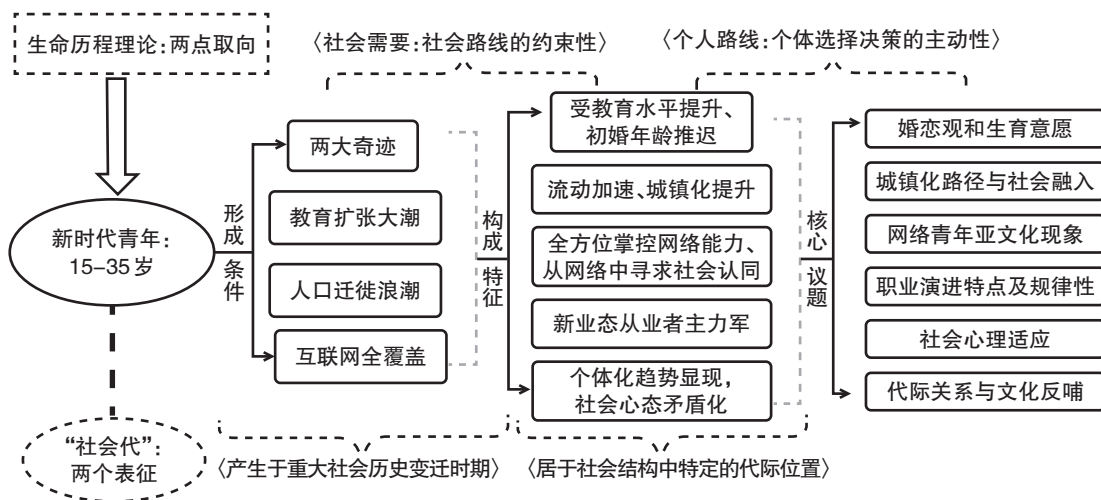 生命历程理论:两点取向
〈社会需要:社会路线的约束性〉
〈个人路线:个体选择决策的主动性〉
新时代青年:
15-35岁
“社会代”:
两个表征
形成
条件
两大奇迹
教育扩张大潮
人口迁徙浪潮
互联网全覆盖
构成
特征
受教育水平提升、
初婚年龄推迟
流动加速、城镇化提升
全方位掌控网络能力、
从网络中寻求社会认同
新业态从业者主力军
个体化趋势显现,
社会心态矛盾化
核心
议题
婚恋观和生育意愿
城镇化路径与社会融入
网络青年亚文化现象
职业演进特点及规律性
社会心理适应
代际关系与文化反哺
〈产生于重大社会历史变迁时期〉
〈居于社会结构中特定的代际位置〉